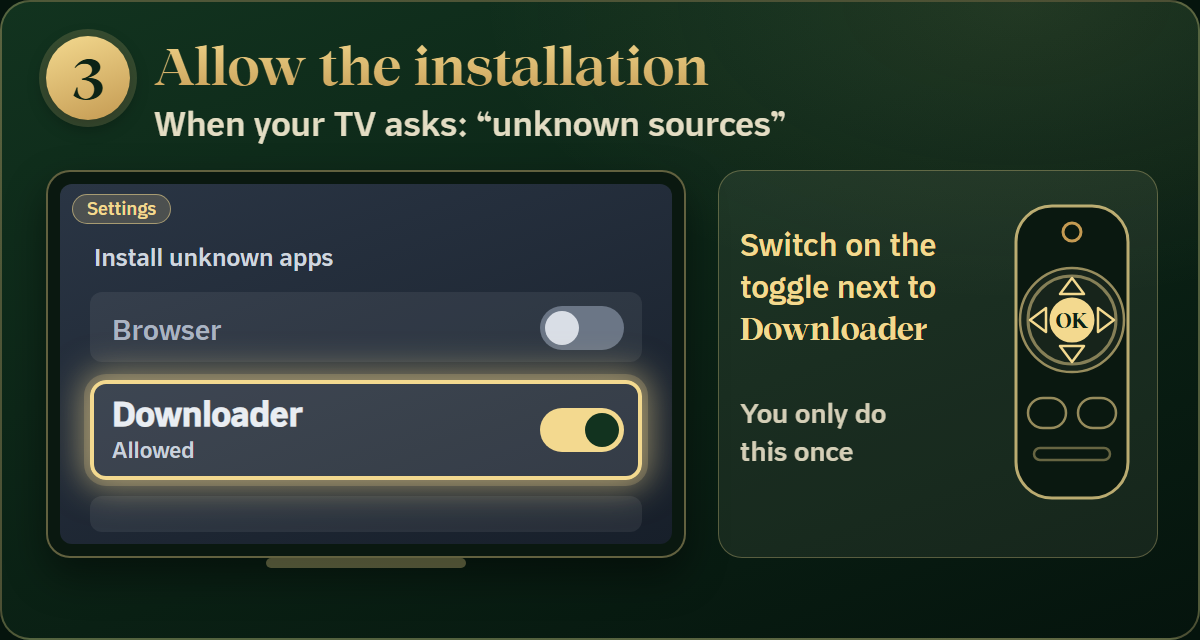 3
Allow the installation
When your TV asks: “unknown sources”
Settings
Install unknown apps
Browser
Downloader
Allowed
Switch on the
toggle next to
Downloader
You only do
this once
OK